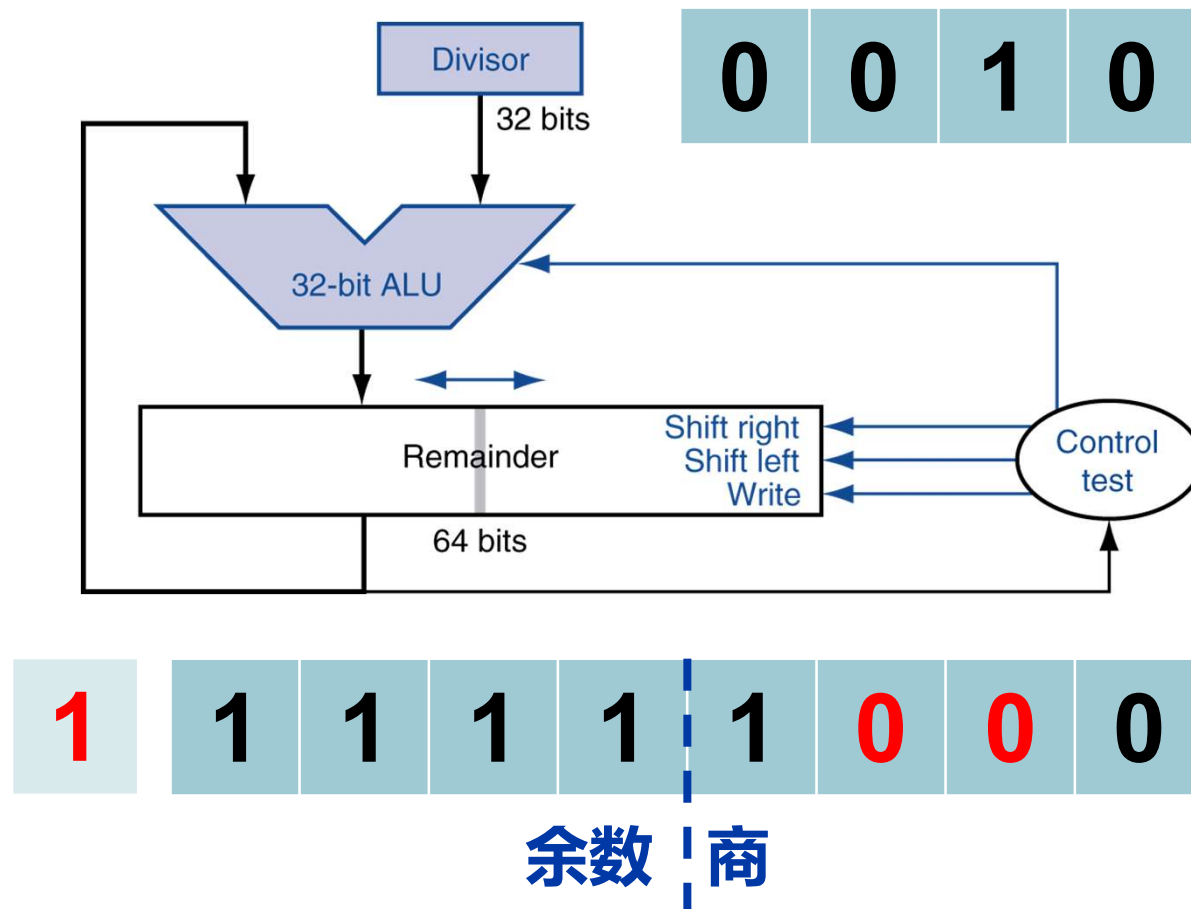 Divisor
0 0 1 0
32 bits
32-bit ALU
Remainder
Shift right
Shift left
Write
Control
test
64 bits
1 1 1 1 1 1 0 0 0
余数 商